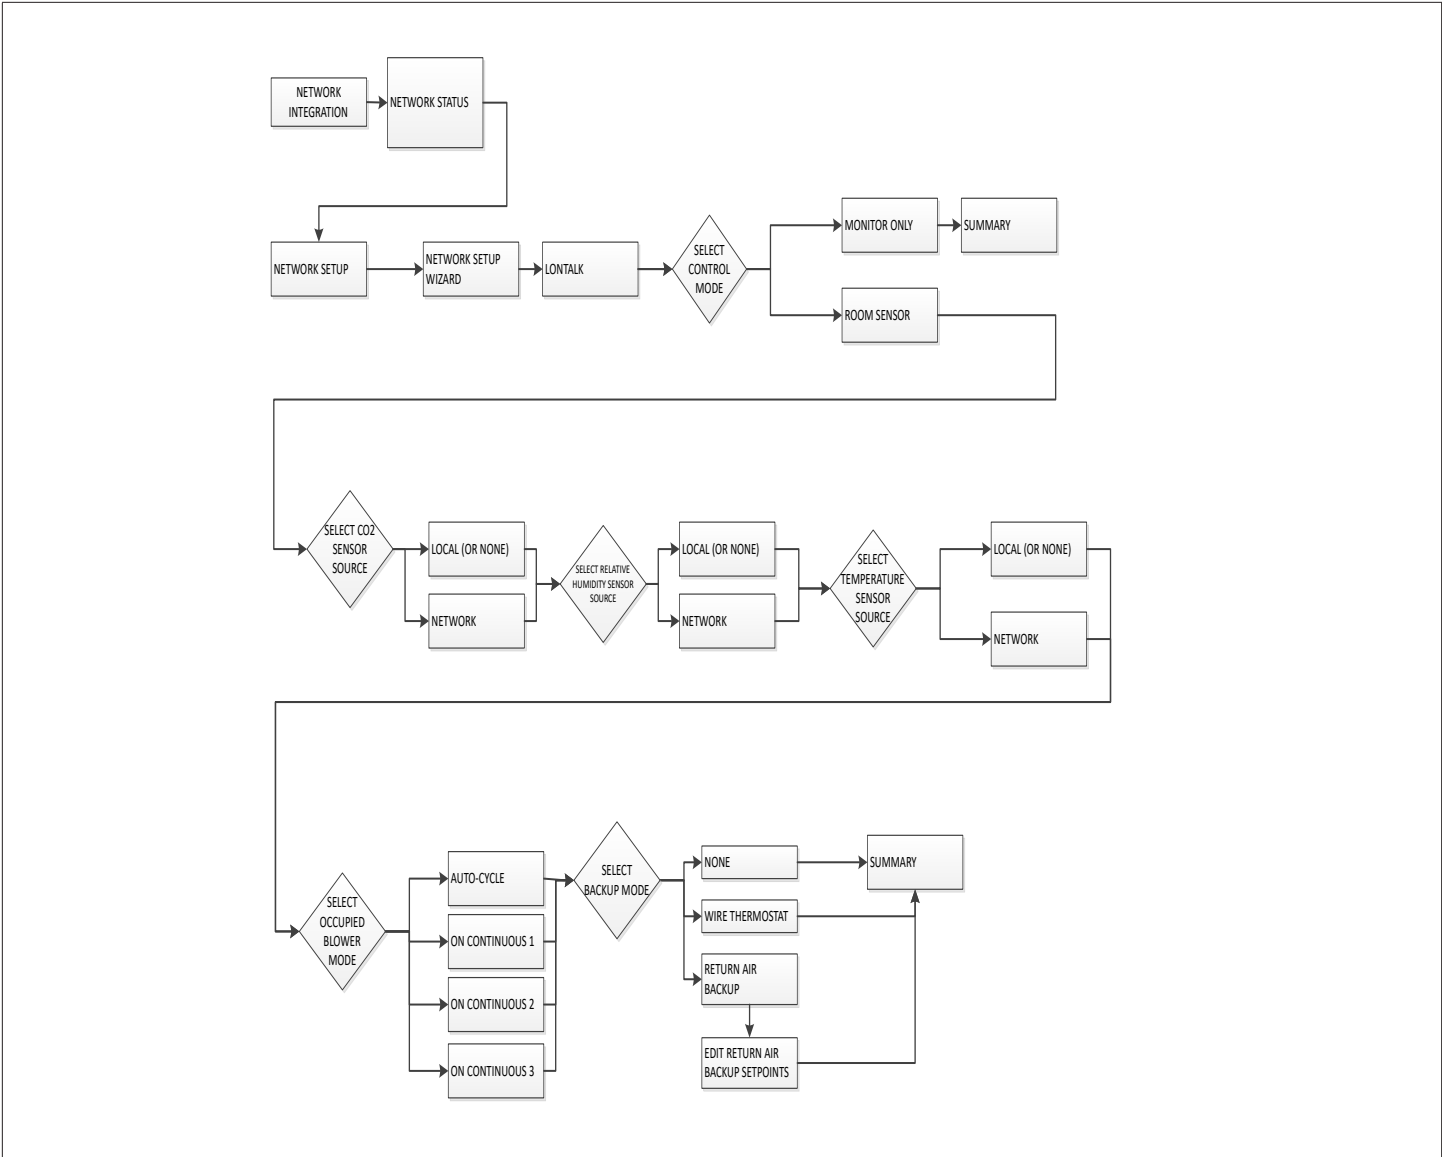 NETWORK
INTEGRATION
NETWORK STATUS
NETWORK SETUP
NETWORK SETUP
WIZARD
LONTALK
SELECT
CONTROL
MODE
MONITOR ONLY
SUMMARY
ROOM SENSOR
SELECT CO2
SENSOR
SOURCE
LOCAL (OR NONE)
NETWORK
SELECT RELATIVE
HUMIDITY SENSOR
SOURCE
LOCAL (OR NONE)
NETWORK
SELECT
TEMPERATURE
SENSOR
SOURCE
LOCAL (OR NONE)
NETWORK
SELECT
OCCUPIED
BLOWER
MODE
AUTO-CYCLE
ON CONTINUOUS 1
ON CONTINUOUS 2
ON CONTINUOUS 3
SELECT
BACKUP MODE
NONE
WIRE THERMOSTAT
RETURN AIR
BACKUP
EDIT RETURN AIR
BACKUP SETPOINTS
SUMMARY